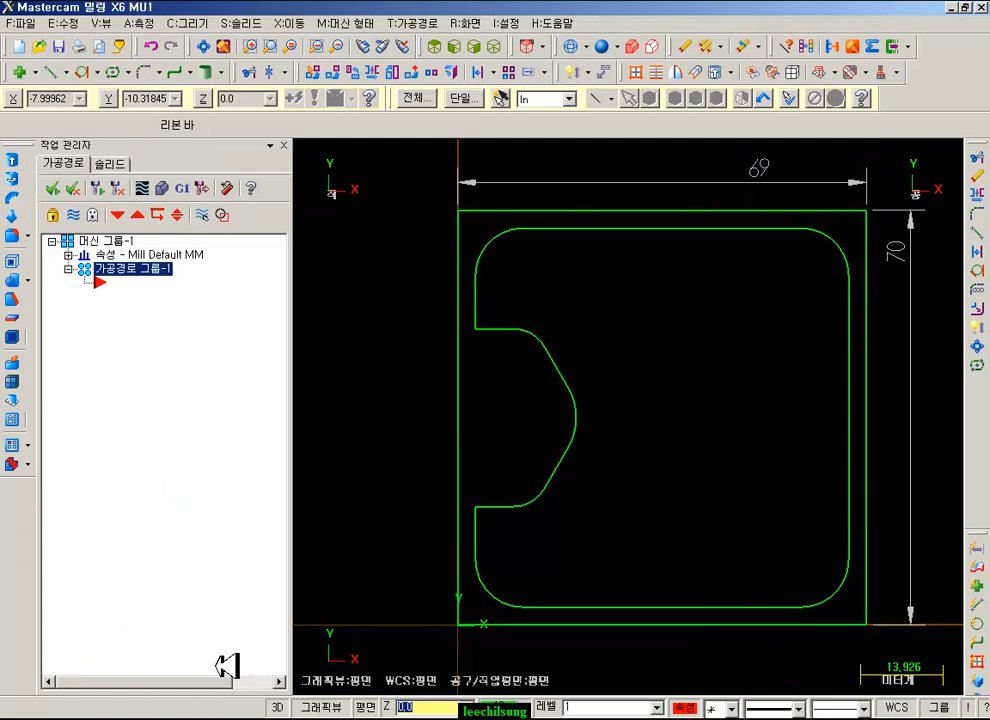 Mastercam 밀링 X6 MU1
F:파일 E:수정 V:뷰 A:측정 C:그리기 S:솔리드 X:이동 M:머신 형태 T:가공경로 R:화면 I:설정 H:도움말
X -7.99962 Y -10.31845 Z 0.0 전체... 단일... In
리본 바
작업 관리자
가공경로 솔리드
G1
머신 그룹-1
속성 - Mill Default MM
가공경로 그룹-1
Y
X
Y
X
69
70
Y
X
Y
X
13,926
미터계
그래픽뷰:평면 WCS:평면 공구/작업평면:평면
3D 그래픽뷰 평면 Z 0.0 레벨 1 속성 WCS 그룹 ! ?
leechilsung